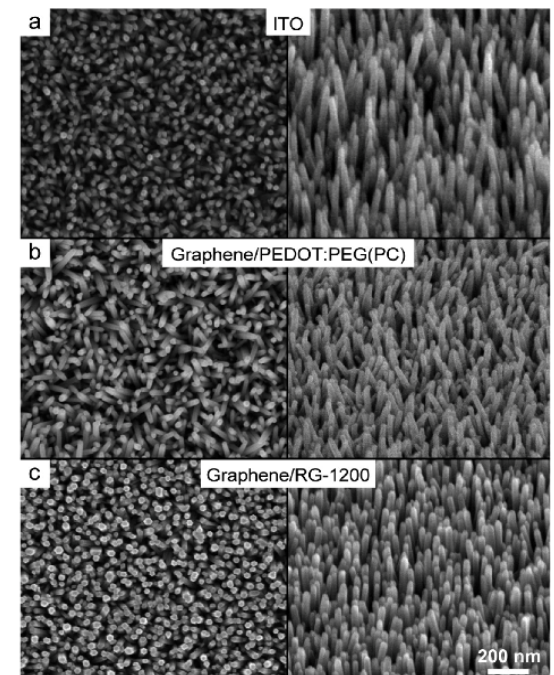 a
ITO
b
Graphene/PEDOT:PEG(PC)
c
Graphene/RG-1200
200 nm